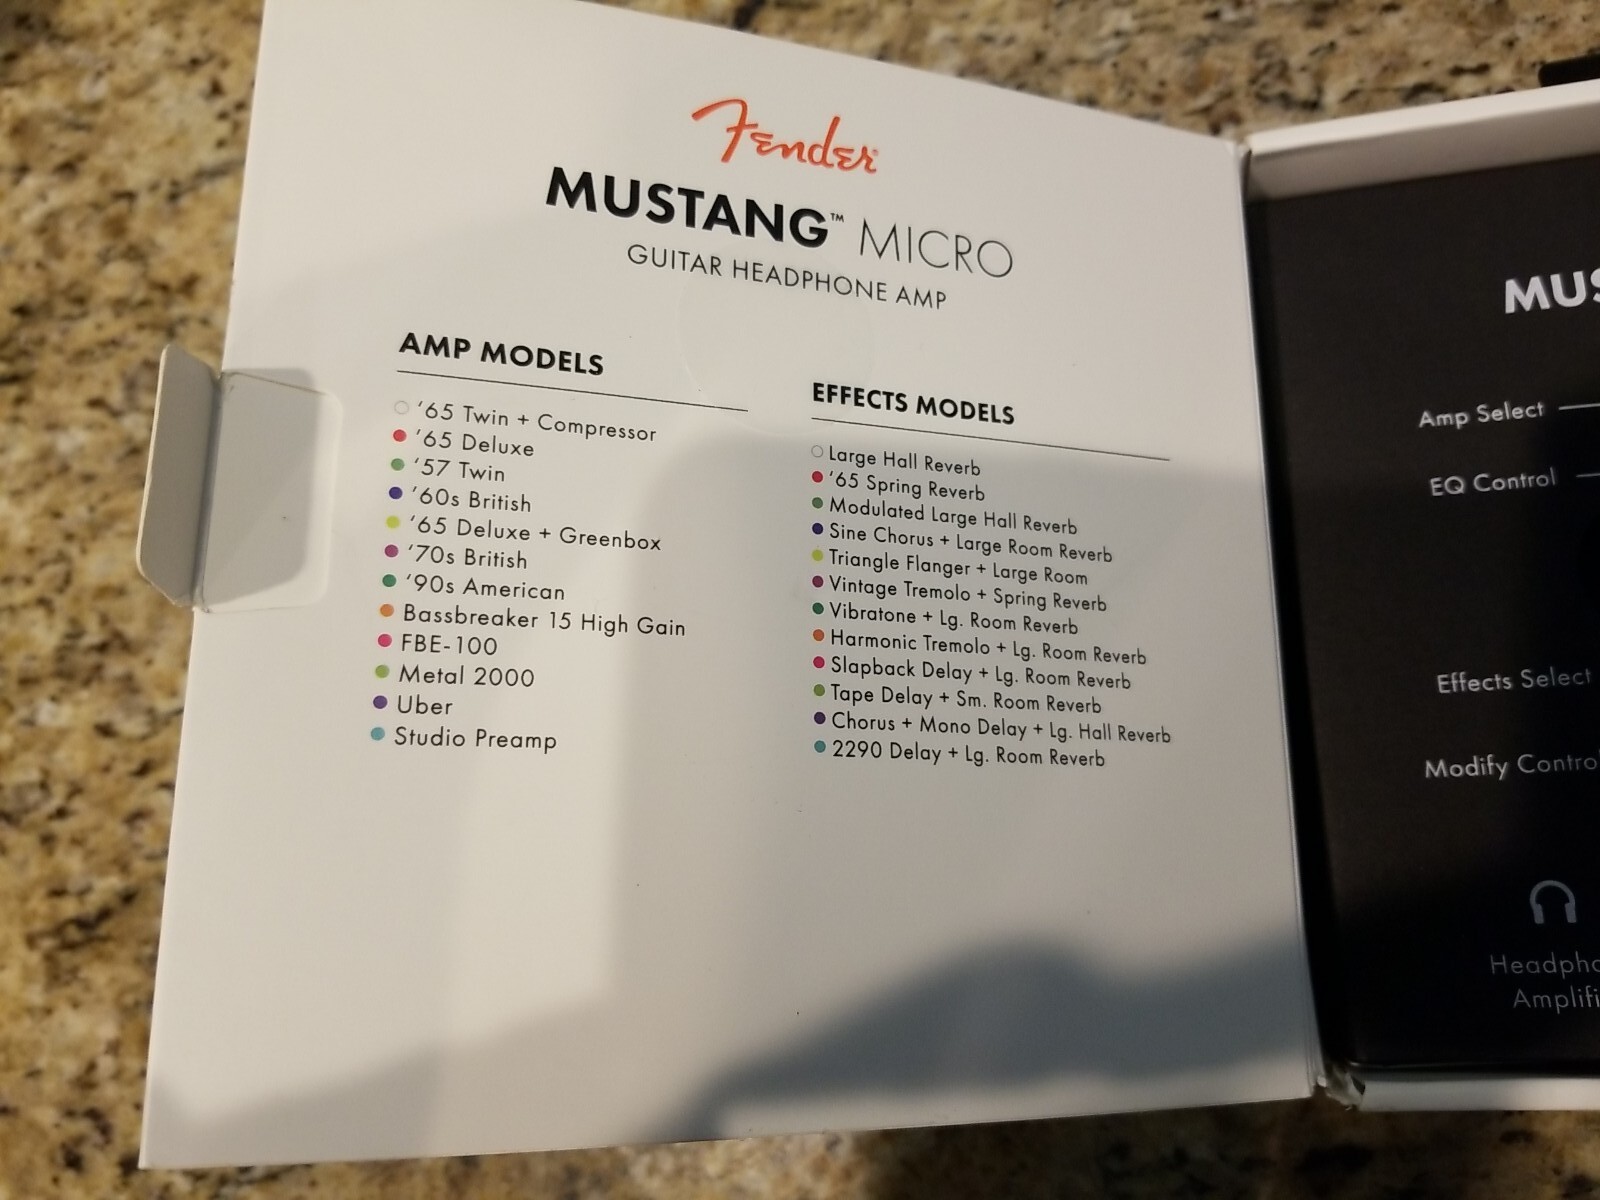 Fender
MUSTANG™ MICRO
GUITAR HEADPHONE AMP
AMP MODELS
'65 Twin + Compressor
'65 Deluxe
'57 Twin
'60s British
'65 Deluxe + Greenbox
'70s British
'90s American
Bassbreaker 15 High Gain
FBE-100
Metal 2000
Uber
Studio Preamp
EFFECTS MODELS
Large Hall Reverb
'65 Spring Reverb
Modulated Large Hall Reverb
Sine Chorus + Large Room Reverb
Triangle Flanger + Large Room
Vintage Tremolo + Spring Reverb
Vibratone + Lg. Room Reverb
Harmonic Tremolo + Lg. Room Reverb
Slapback Delay + Lg. Room Reverb
Tape Delay + Sm. Room Reverb
Chorus + Mono Delay + Lg. Hall Reverb
2290 Delay + Lg. Room Reverb
MUS
Amp Select
EQ Control
Effects Select
Modify Contro
Headpho
Amplifi